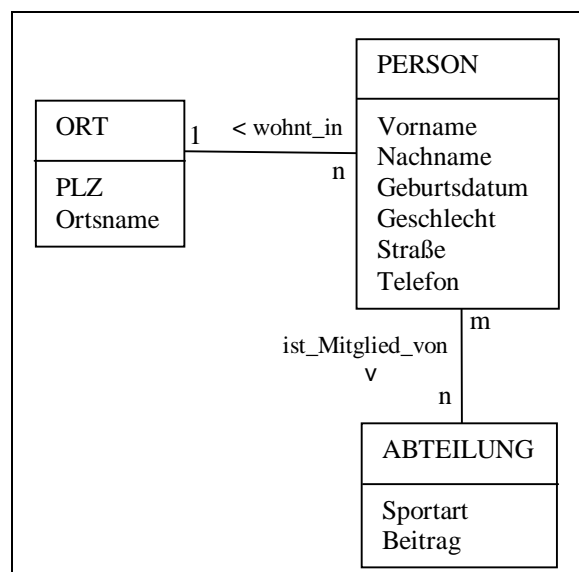 PERSON
Vorname
Nachname
Geburtsdatum
Geschlecht
Straße
Telefon
ORT
PLZ
Ortsname
1
< wohnt_in
n
m
ist_Mitglied_von
v
n
ABTEILUNG
Sportart
Beitrag